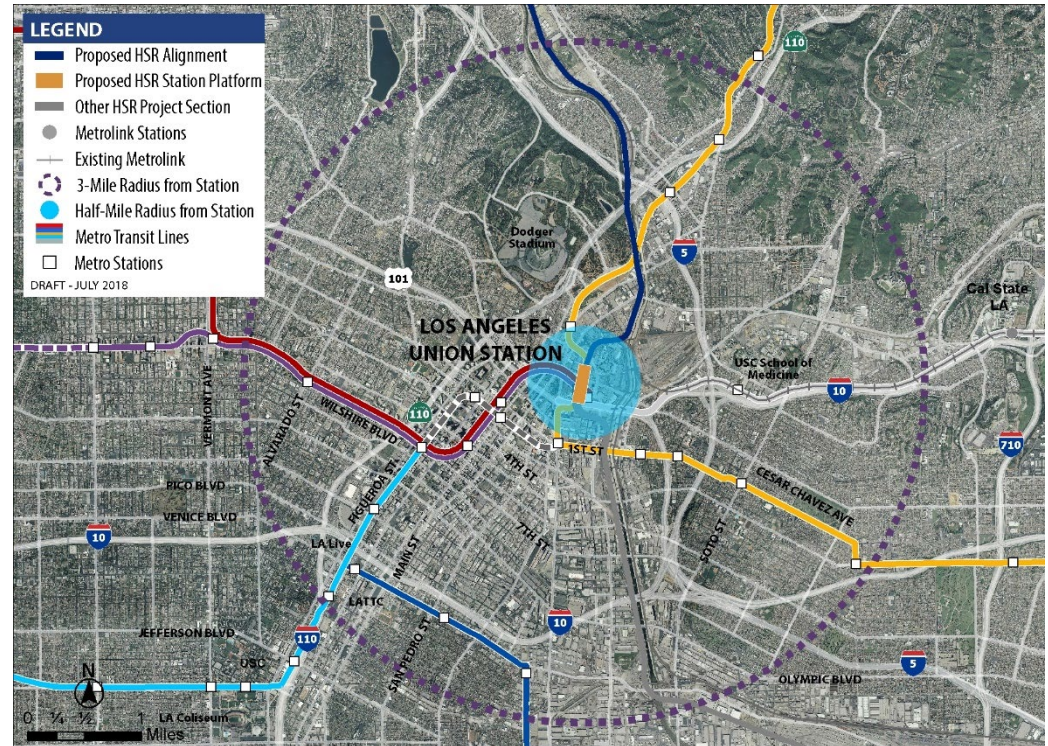 LEGEND
Proposed HSR Alignment
Proposed HSR Station Platform
Other HSR Project Section
Metrolink Stations
Existing Metrolink
3-Mile Radius from Station
Half-Mile Radius from Station
Metro Transit Lines
Metro Stations
DRAFT - JULY 2018
110
Dodger
Stadium
101
5
Cal State
LA
LOS ANGELES
UNION STATION
USC School of
Medicine
10
VERMONT AVE
ALVARADO ST
WILSHIRE BLVD
110
710
1ST ST
4TH ST
CESAR CHAVEZ AVE
PICO BLVD
FIGUEROA ST
VENICE BLVD
7TH ST
SOTO ST
10
LA Live
MAIN ST
LATTC
10
JEFFERSON BLVD
110
SAN PEDRO ST
USC
5
OLYMPIC BLVD
N
LA Coliseum
0 ¼ ½ 1
Miles